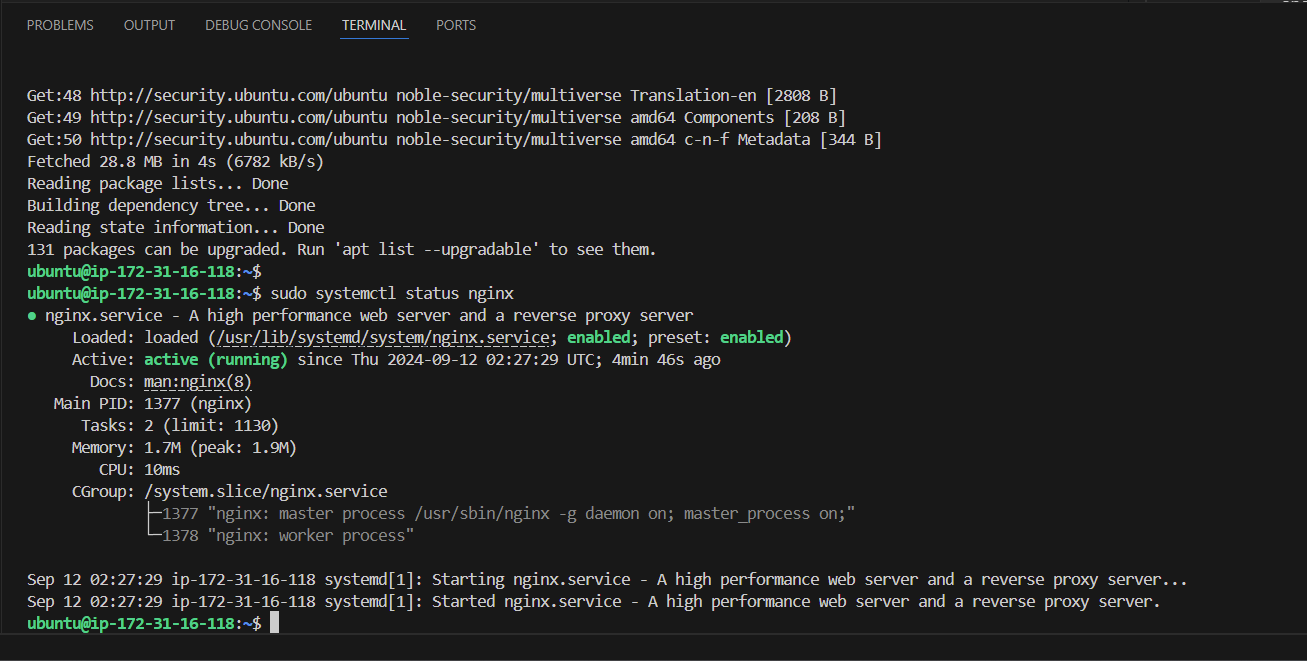 PROBLEMS OUTPUT DEBUG CONSOLE TERMINAL PORTS
Get:48 http://security.ubuntu.com/ubuntu noble-security/multiverse Translation-en [2808 B]
Get:49 http://security.ubuntu.com/ubuntu noble-security/multiverse amd64 Components [208 B]
Get:50 http://security.ubuntu.com/ubuntu noble-security/multiverse amd64 c-n-f Metadata [344 B]
Fetched 28.8 MB in 4s (6782 kB/s)
Reading package lists... Done
Building dependency tree... Done
Reading state information... Done
131 packages can be upgraded. Run 'apt list --upgradable' to see them.
ubuntu@ip-172-31-16-118:~$
ubuntu@ip-172-31-16-118:~$ sudo systemctl status nginx
● nginx.service - A high performance web server and a reverse proxy server
Loaded: loaded (/usr/lib/systemd/system/nginx.service; enabled; preset: enabled)
Active: active (running) since Thu 2024-09-12 02:27:29 UTC; 4min 46s ago
Docs: man:nginx(8)
Main PID: 1377 (nginx)
Tasks: 2 (limit: 1130)
Memory: 1.7M (peak: 1.9M)
CPU: 10ms
CGroup: /system.slice/nginx.service
├─1377 "nginx: master process /usr/sbin/nginx -g daemon on; master_process on;"
└─1378 "nginx: worker process"
Sep 12 02:27:29 ip-172-31-16-118 systemd[1]: Starting nginx.service - A high performance web server and a reverse proxy server...
Sep 12 02:27:29 ip-172-31-16-118 systemd[1]: Started nginx.service - A high performance web server and a reverse proxy server.
ubuntu@ip-172-31-16-118:~$